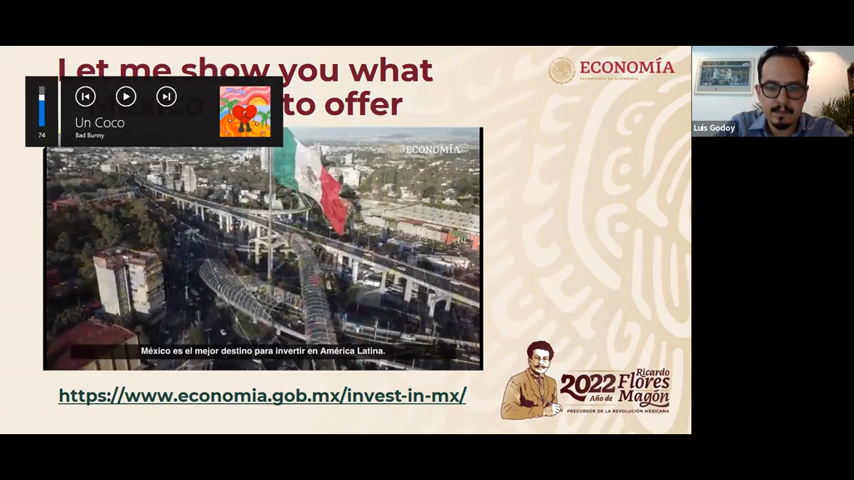 Let me show you what
to offer
ECONOMÍA
SECRETARÍA DE ECONOMÍA
74
Un Coco
Bad Bunny
ECONOMÍA
México es el mejor destino para invertir en América Latina.
https://www.economia.gob.mx/invest-in-mx/
2022 Ricardo
Año de Flores
Magón
PRECURSOR DE LA REVOLUCIÓN MEXICANA
Luis Godoy